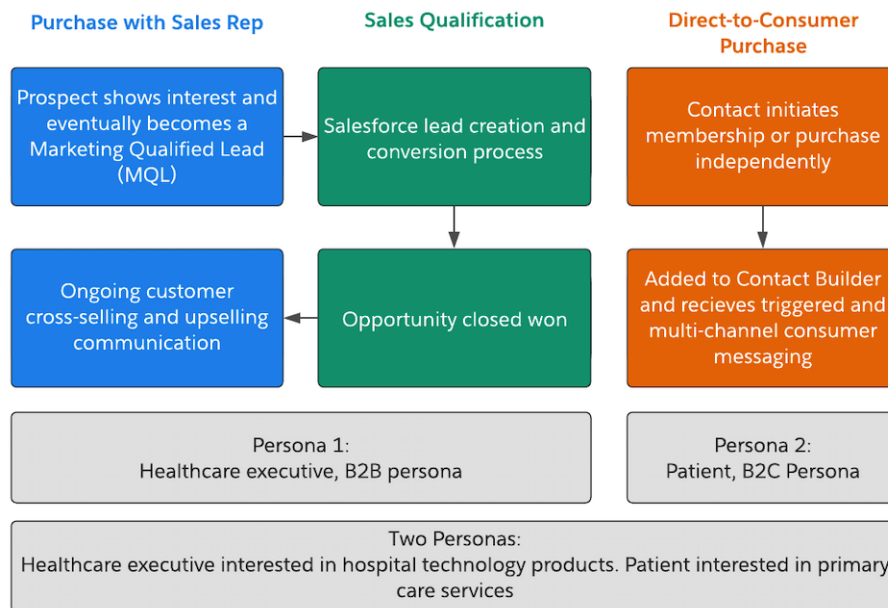 Purchase with Sales Rep
Sales Qualification
Direct-to-Consumer
Purchase
Prospect shows interest and
eventually becomes a
Marketing Qualified Lead
(MQL)
Salesforce lead creation and
conversion process
Contact initiates
membership or purchase
independently
Ongoing customer
cross-selling and upselling
communication
Opportunity closed won
Added to Contact Builder
and recieves triggered and
multi-channel consumer
messaging
Persona 1:
Healthcare executive, B2B persona
Persona 2:
Patient, B2C Persona
Two Personas:
Healthcare executive interested in hospital technology products. Patient interested in primary
care services